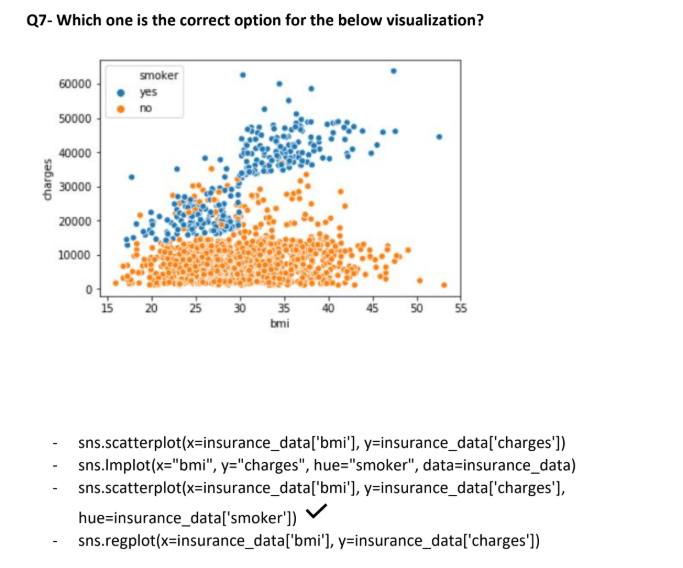 Q7- Which one is the correct option for the below visualization?
smoker
yes
no
charges
60000
50000
40000
30000
20000
10000
0
15 20 25 30 35 40 45 50 55
bmi
- sns.scatterplot(x=insurance_data['bmi'], y=insurance_data['charges'])
- sns.lmplot(x="bmi", y="charges", hue="smoker", data=insurance_data)
- sns.scatterplot(x=insurance_data['bmi'], y=insurance_data['charges'],
hue=insurance_data['smoker'])
- sns.regplot(x=insurance_data['bmi'], y=insurance_data['charges'])